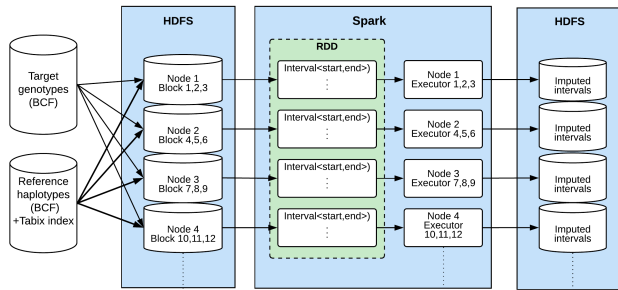 HDFS
Spark
HDFS
RDD
Target
genotypes
(BCF)
Reference
haplotypes
(BCF)
+Tabix index
Node 1
Block 1,2,3
Node 2
Block 4,5,6
Node 3
Block 7,8,9
Node 4
Block 10,11,12
Interval<start,end>)
:
Interval<start,end>)
:
Interval<start,end>)
:
Interval<start,end>)
:
Node 1
Executor 1,2,3
Node 2
Executor 4,5,6
Node 3
Executor 7,8,9
Node 4
Executor
10,11,12
Imputed
intervals
Imputed
intervals
Imputed
intervals
Imputed
intervals